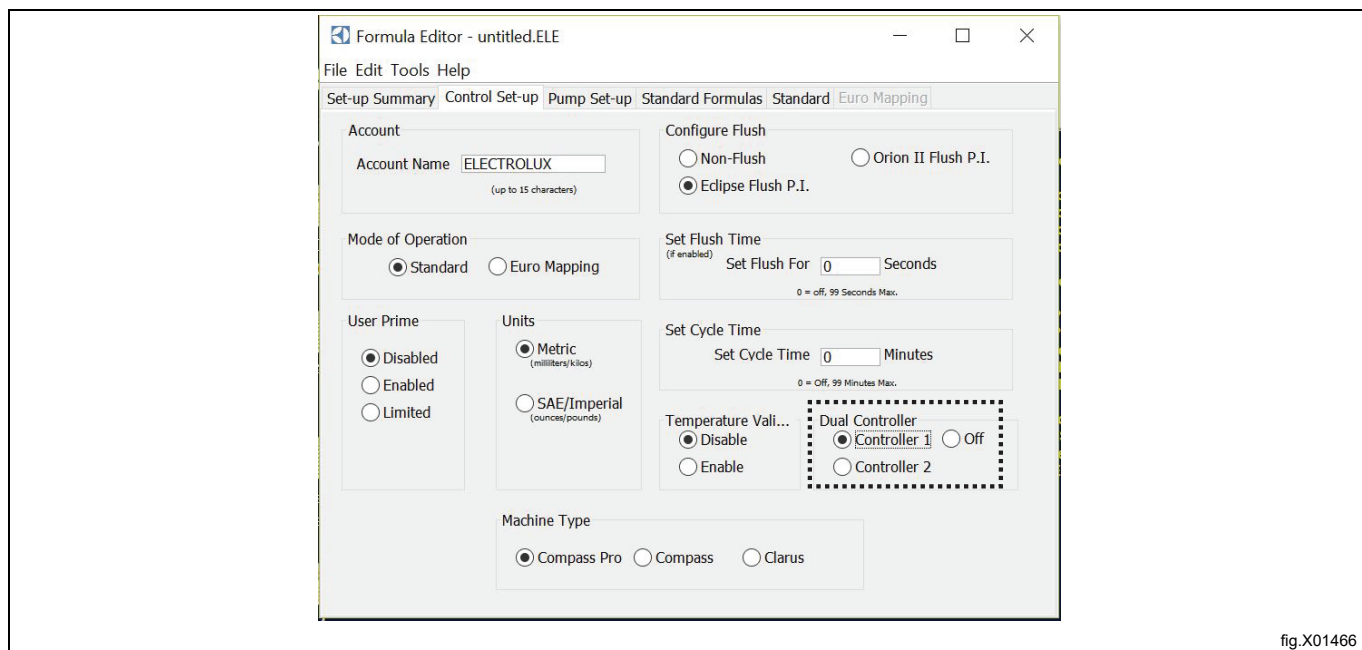 Formula Editor - untitled.ELE
File Edit Tools Help
Set-up Summary Control Set-up Pump Set-up Standard Formulas Standard Euro Mapping
Account
Account Name ELECTROLUX
(up to 15 characters)
Configure Flush
Non-Flush Orion II Flush P.I.
Eclipse Flush P.I.
Mode of Operation
Standard Euro Mapping
Set Flush Time
(if enabled)
Set Flush For 0 Seconds
0 = off, 99 Seconds Max.
User Prime
Disabled
Enabled
Limited
Units
Metric
(milliliters/kilos)
SAE/Imperial
(ounces/pounds)
Set Cycle Time
Set Cycle Time 0 Minutes
0 = Off, 99 Minutes Max.
Temperature Vali...
Disable
Enable
Dual Controller
Controller 1 Off
Controller 2
Machine Type
Compass Pro Compass Clarus
fig.X01466